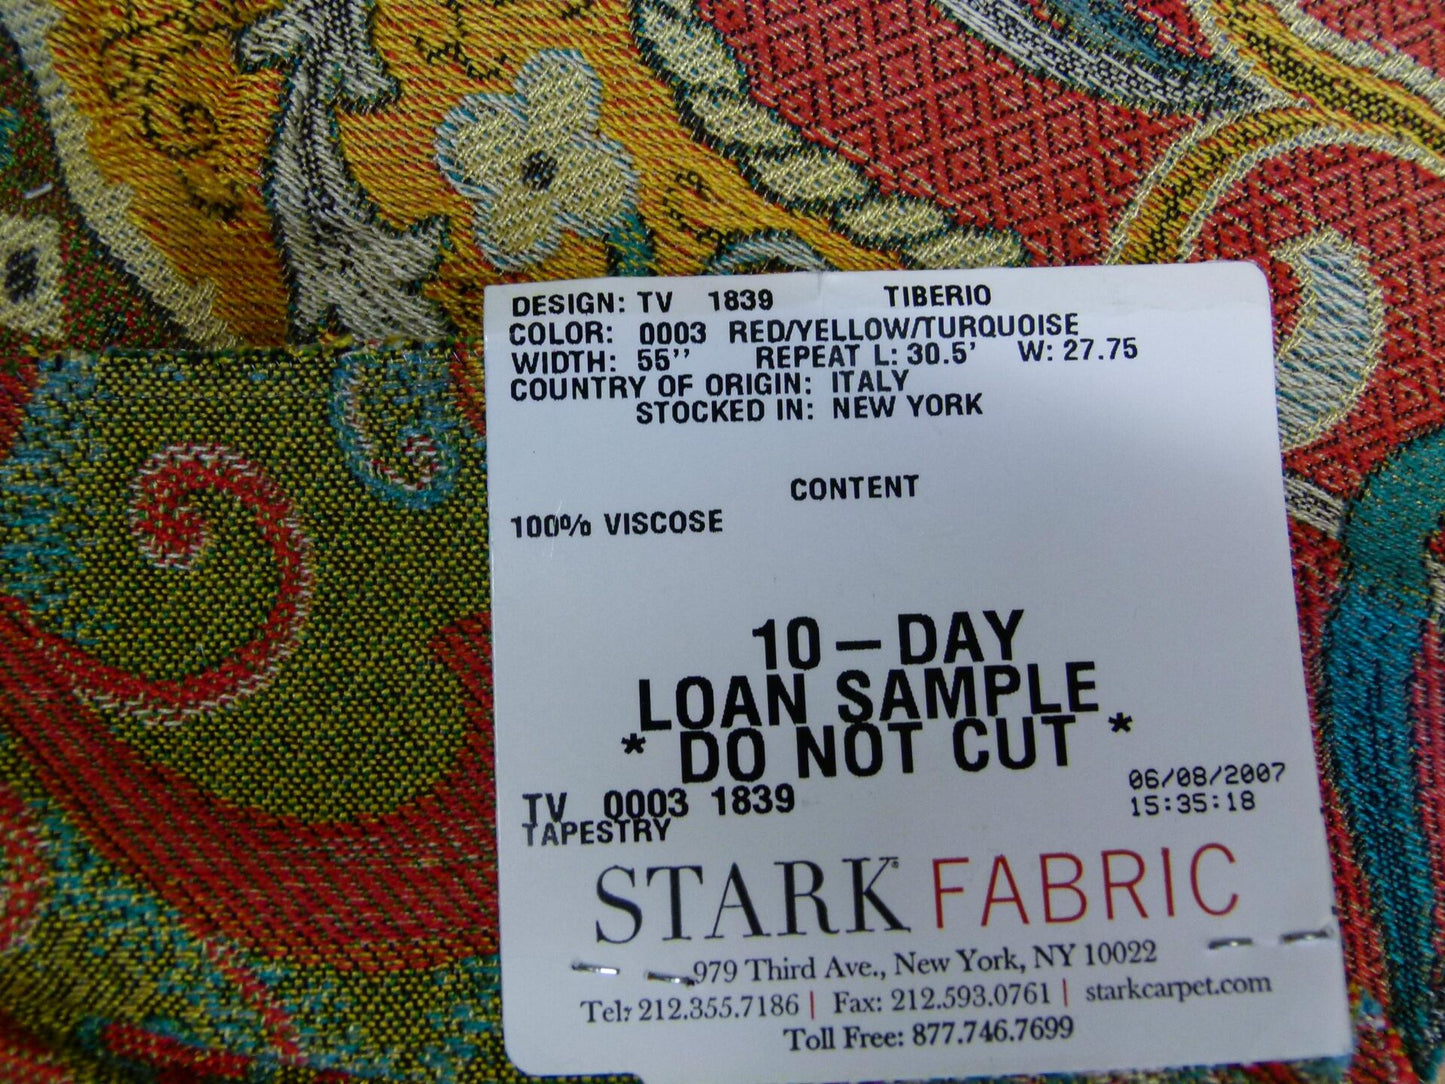 DESIGN: TV 1839 TIBERIO
COLOR: 0003 RED/YELLOW/TURQUOISE
WIDTH: 55" REPEAT L: 30.5' W: 27.75
COUNTRY OF ORIGIN: ITALY
STOCKED IN: NEW YORK
CONTENT
100% VISCOSE
10-DAY
LOAN SAMPLE
* DO NOT CUT *
TV 0003 1839 06/08/2007
TAPESTRY 15:35:18
STARK® FABRIC
979 Third Ave., New York, NY 10022
Tel: 212.355.7186 | Fax: 212.593.0761 | starkcarpet.com
Toll Free: 877.746.7699